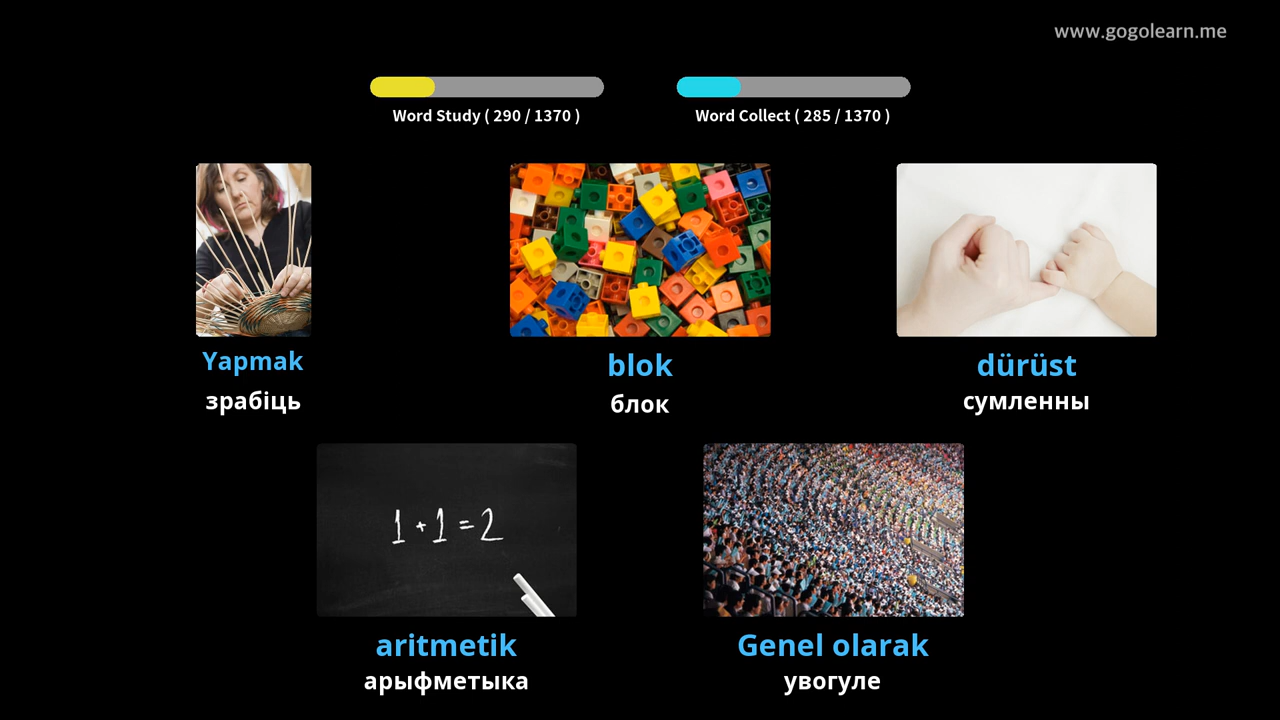 www.gogolearn.me
Word Study ( 290 / 1370 )
Word Collect ( 285 / 1370 )
Yapmak
зрабіць
blok
блок
dürüst
сумленны
1 + 1 = 2
aritmetik
арыфметыка
Genel olarak
увогуле